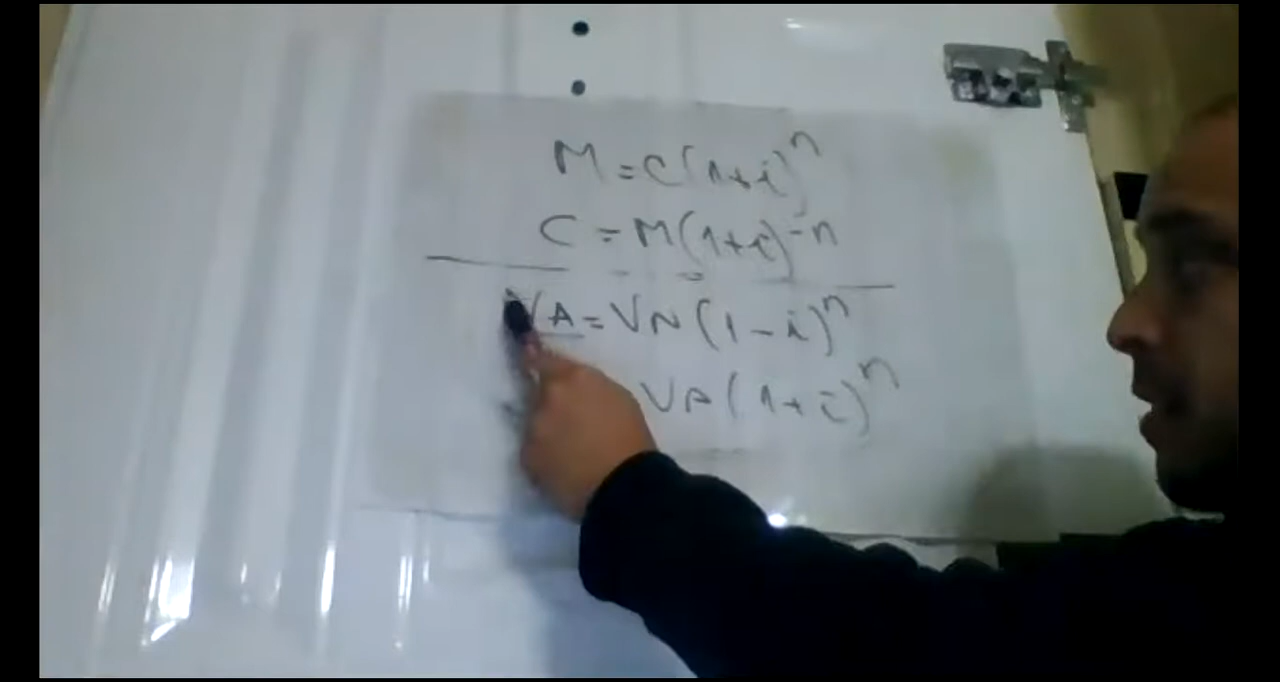 M = C(1+i)^n
C = M(1+i)^-n
VA = VN(1-i)^n
VA(1+i)^n